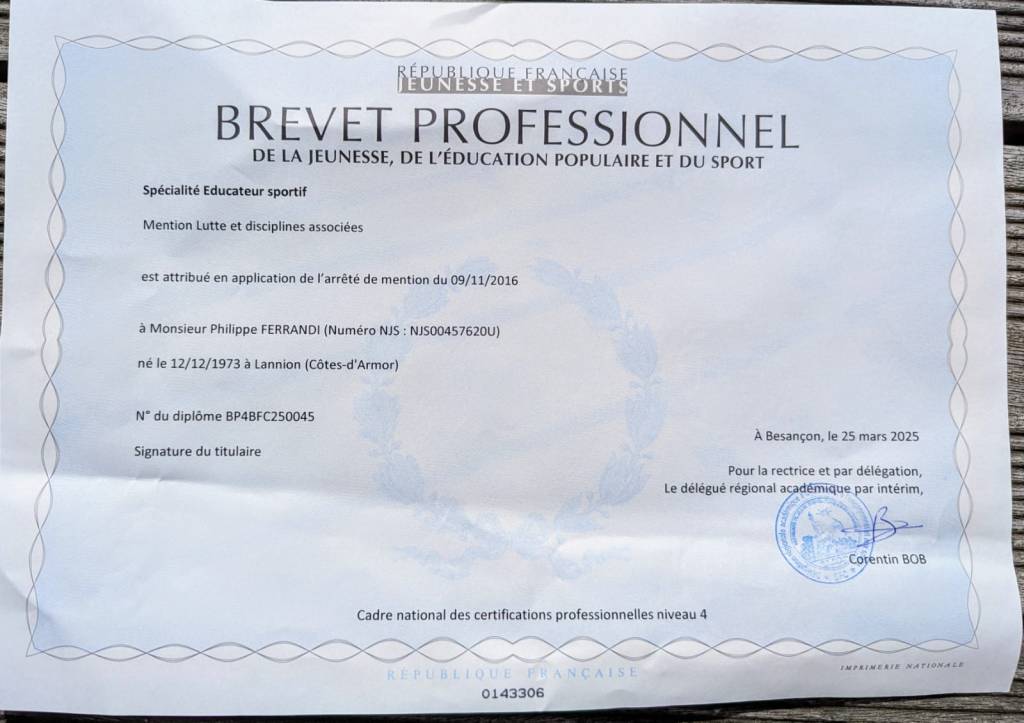 RÉPUBLIQUE FRANÇAISE
JEUNESSE ET SPORTS
BREVET PROFESSIONNEL
DE LA JEUNESSE, DE L'ÉDUCATION POPULAIRE ET DU SPORT
Spécialité Educateur sportif
Mention Lutte et disciplines associées
est attribué en application de l'arrêté de mention du 09/11/2016
à Monsieur Philippe FERRANDI (Numéro NJS : NJS00457620U)
né le 12/12/1973 à Lannion (Côtes-d'Armor)
N° du diplôme BP4BFC250045
Signature du titulaire
À Besançon, le 25 mars 2025
Pour la rectrice et par délégation,
Le délégué régional académique par intérim,
Corentin BOB
Cadre national des certifications professionnelles niveau 4
RÉPUBLIQUE FRANÇAISE
IMPRIMERIE NATIONALE
0143306